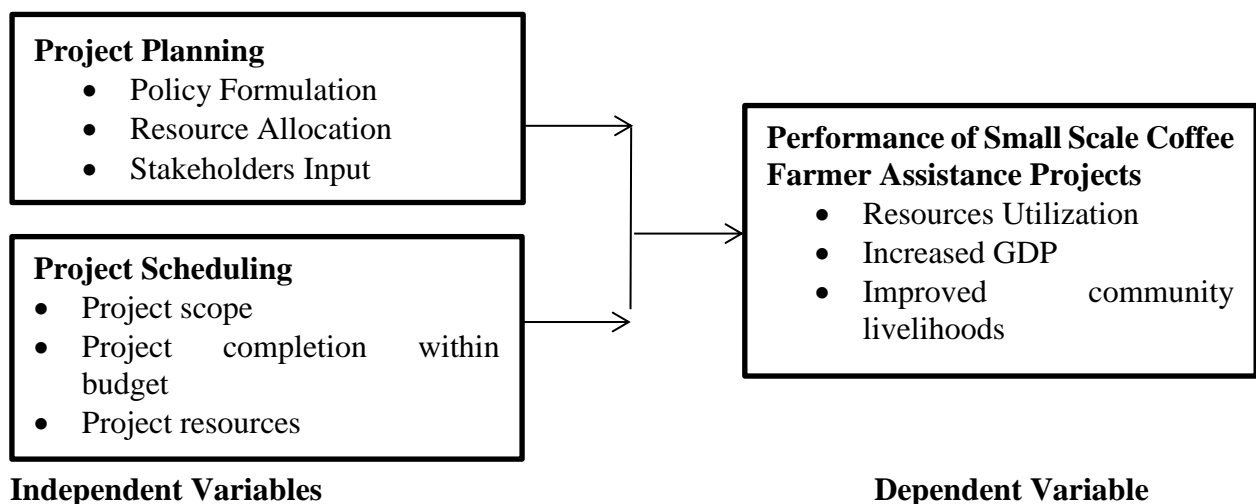 Project Planning
• Policy Formulation
• Resource Allocation
• Stakeholders Input
Project Scheduling
• Project scope
• Project completion within
budget
• Project resources
Independent Variables
Performance of Small Scale Coffee
Farmer Assistance Projects
• Resources Utilization
• Increased GDP
• Improved community
livelihoods
Dependent Variable